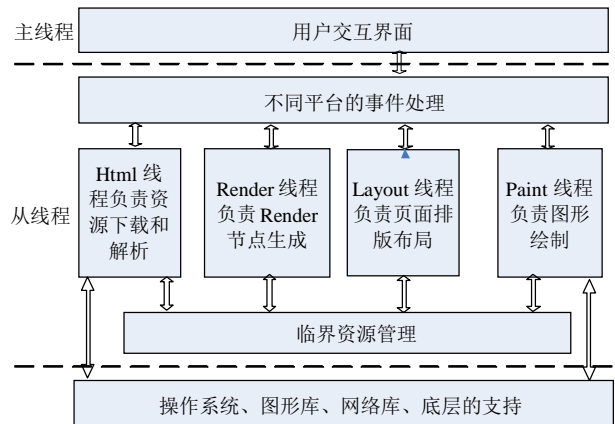 主线程
用户交互界面
不同平台的事件处理
从线程
Html 线
程负责资
源下载和
解析
Render 线程
负责 Render
节点生成
Layout 线程
负责页面排
版布局
Paint 线程
负责图形
绘制
临界资源管理
操作系统、图形库、网络库、底层的支持